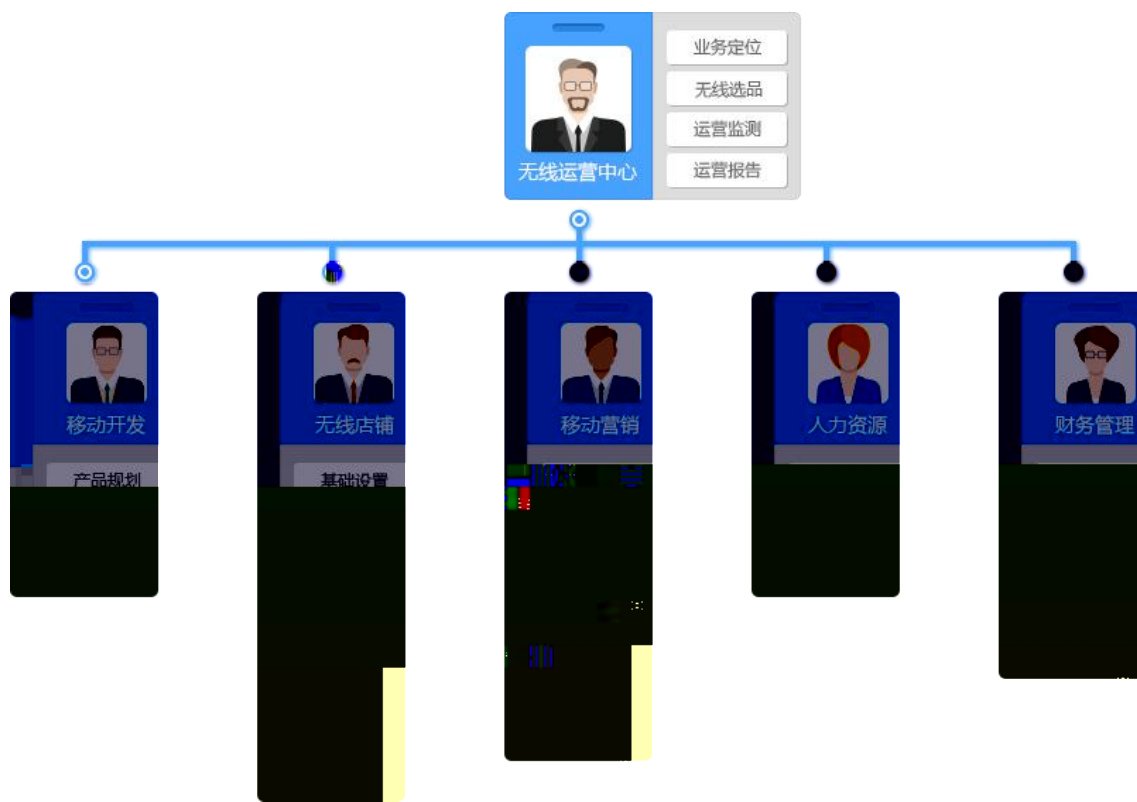 业务定位
无线选品
运营监测
运营报告
无线运营中心
移动开发
无线店铺
移动营销
人力资源
财务管理
产品规划
基础设置